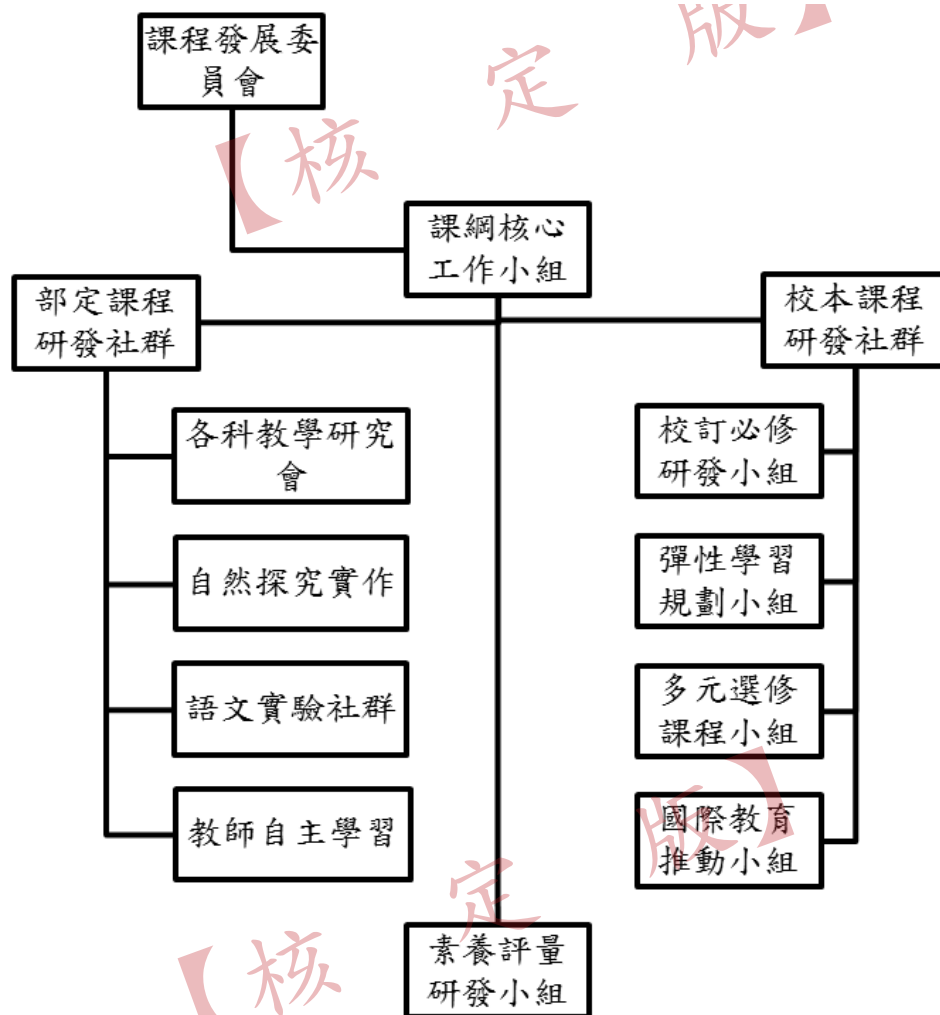 課程發展委
員會
課綱核心
工作小組
部定課程
研發社群
各科教學研究
會
自然探究實作
語文實驗社群
教師自主學習
校本課程
研發社群
校訂必修
研發小組
彈性學習
規劃小組
多元選修
課程小組
國際教育
推動小組
素養評量
研發小組
【核定版】
【核定版】